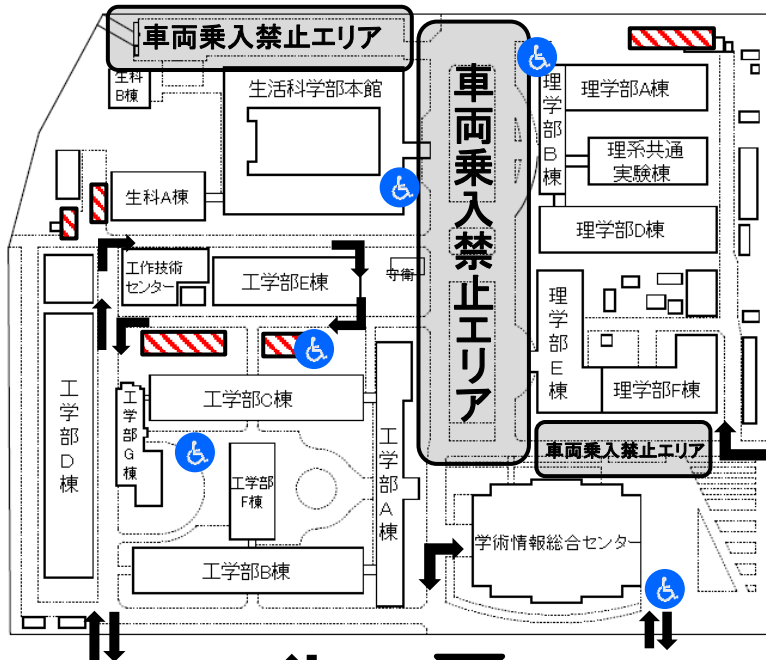 車両乗入禁止エリア
車両乗入禁止エリア
生科
B棟
生活科学部本館
理学部B棟
理学部A棟
理系共通
実験棟
生科A棟
理学部D棟
工作技術
センター
工学部E棟
守衛
理学部E棟
理学部F棟
工学部D棟
工学部G棟
工学部C棟
工学部A棟
工学部
F棟
車両乗入禁止エリア
学術情報総合センター
工学部B棟